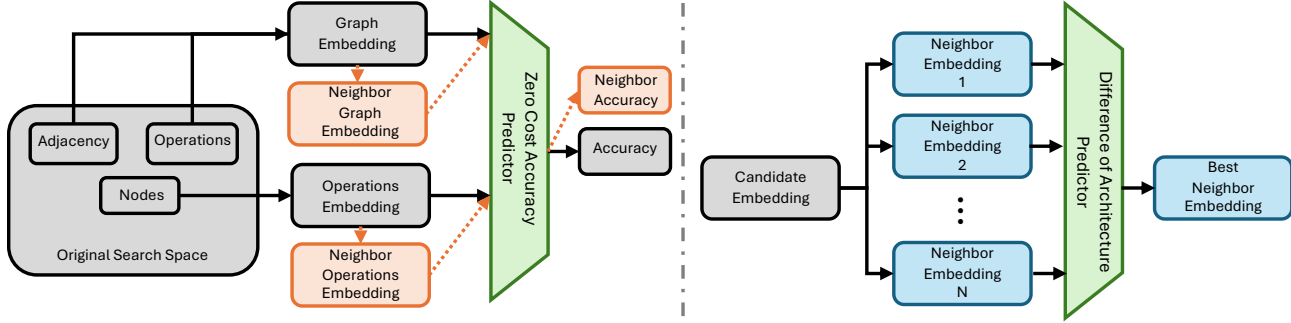 Graph
Embedding
Neighbor
Graph
Embedding
Adjacency
Operations
Nodes
Original Search Space
Operations
Embedding
Neighbor
Operations
Embedding
Zero Cost Accuracy
Predictor
Neighbor
Accuracy
Accuracy
Candidate
Embedding
Neighbor
Embedding
1
Neighbor
Embedding
2
Neighbor
Embedding
N
Difference of Architecture
Predictor
Best
Neighbor
Embedding